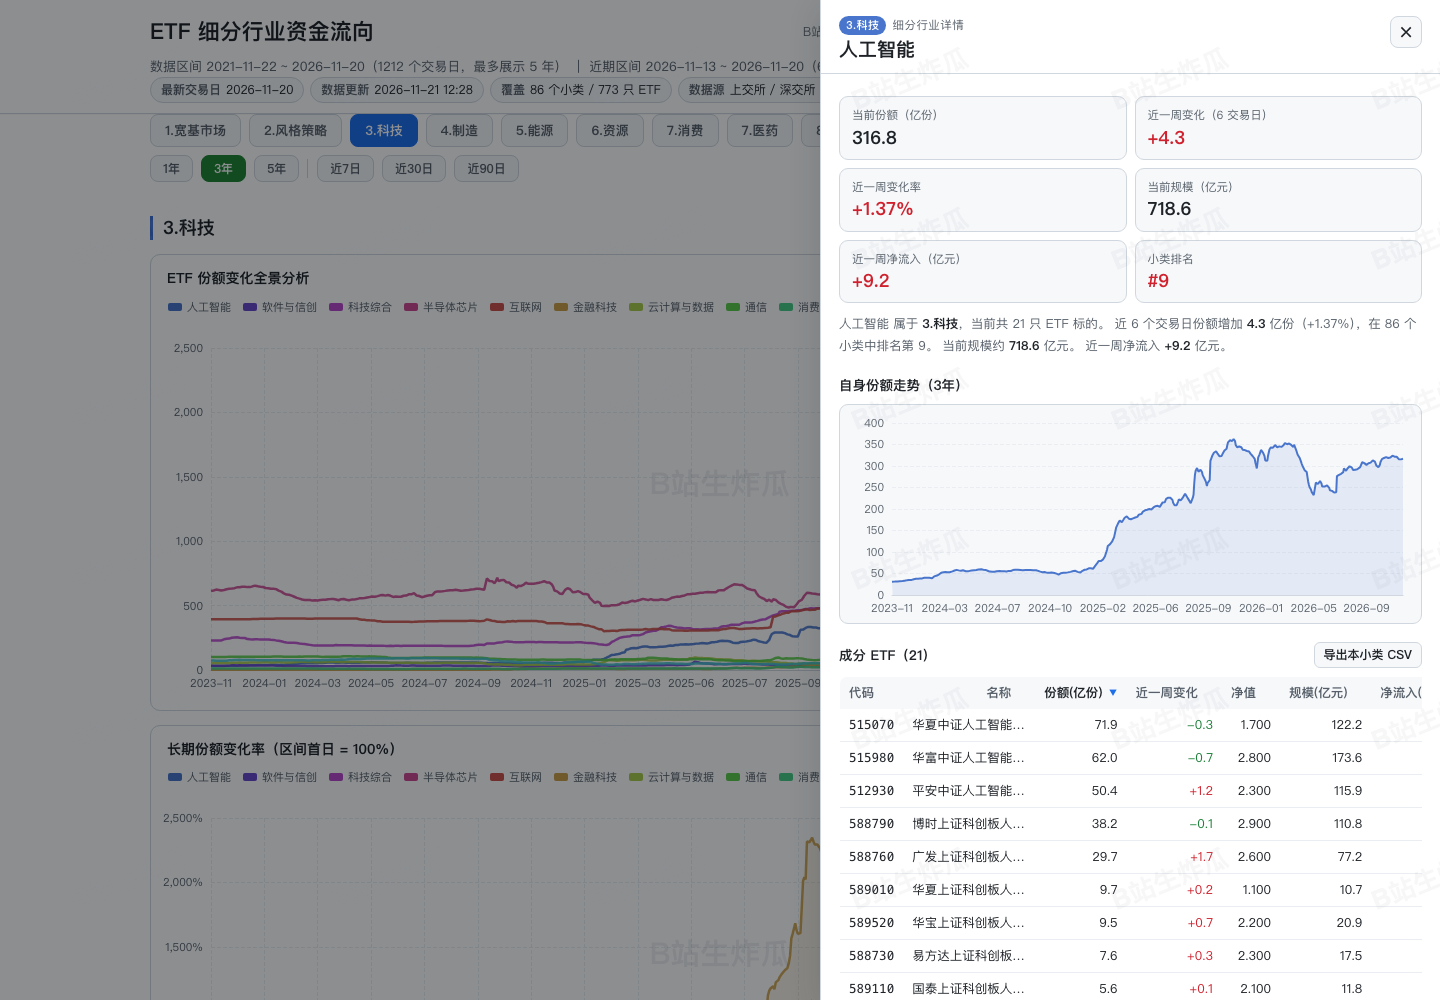 ETF 细分行业资金流向
B站
数据区间 2021-11-22 ~ 2026-11-20（1212 个交易日，最多展示 5 年） | 近期区间 2026-11-13 ~ 2026-11-20（6
最新交易日 2026-11-20
数据更新 2026-11-21 12:28
覆盖 86 个小类 / 773 只 ETF
数据源 上交所 / 深交所
1.宽基市场
2.风格策略
3.科技
4.制造
5.能源
6.资源
7.消费
7.医药
8
1年
3年
5年
近7日
近30日
近90日
3.科技
ETF 份额变化全景分析
人工智能 软件与信创 科技综合 半导体芯片 互联网 金融科技 云计算与数据 通信 消费
2,500
2,000
1,500
1,000
500
0
2023-11 2024-01 2024-03 2024-05 2024-07 2024-09 2024-11 2025-01 2025-03 2025-06 2025-07 2025-09
B站生炸瓜
长期份额变化率（区间首日 = 100%）
人工智能 软件与信创 科技综合 半导体芯片 互联网 金融科技 云计算与数据 通信 消费
2,500%
2,000%
1,500%
B站生炸瓜
3.科技 细分行业详情
人工智能
×
当前份额（亿份）
316.8
近一周变化（6 交易日）
+4.3
近一周变化率
+1.37%
当前规模（亿元）
718.6
近一周净流入（亿元）
+9.2
小类排名
#9
人工智能 属于 3.科技，当前共 21 只 ETF 标的。 近 6 个交易日份额增加 4.3 亿份（+1.37%），在 86 个
小类中排名第 9。 当前规模约 718.6 亿元。 近一周净流入 +9.2 亿元。
自身份额走势（3年）
400
350
300
250
200
150
100
50
0
2023-11 2024-03 2024-07 2024-10 2025-02 2025-06 2025-09 2026-01 2026-05 2026-09
成分 ETF（21）
导出本小类 CSV
代码 名称 份额(亿份) ▼ 近一周变化 净值 规模(亿元) 净流入(
515070 华夏中证人工智能... 71.9 -0.3 1.700 122.2
515980 华富中证人工智能... 62.0 -0.7 2.800 173.6
512930 平安中证人工智能... 50.4 +1.2 2.300 115.9
588790 博时上证科创板人... 38.2 -0.1 2.900 110.8
588760 广发上证科创板人... 29.7 +1.7 2.600 77.2
589010 华夏上证科创板人... 9.7 +0.2 1.100 10.7
589520 华宝上证科创板人... 9.5 +0.7 2.200 20.9
588730 易方达上证科创板... 7.6 +0.3 2.300 17.5
589110 国泰上证科创板人... 5.6 +0.1 2.100 11.8